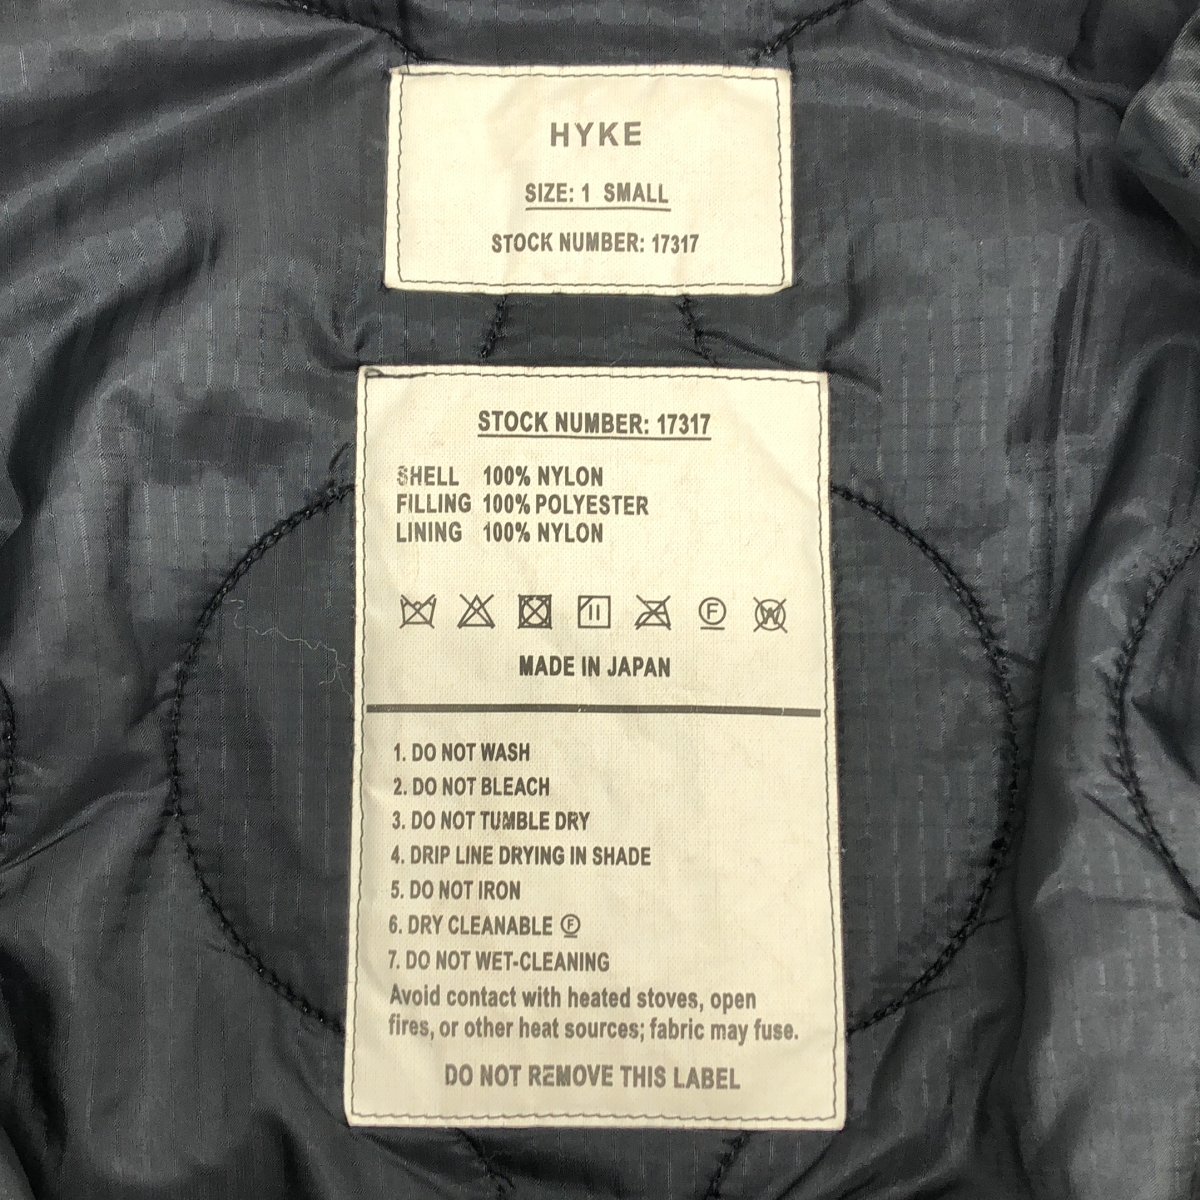 HYKE
SIZE: 1 SMALL
STOCK NUMBER: 17317
STOCK NUMBER: 17317
SHELL 100% NYLON
FILLING 100% POLYESTER
LINING 100% NYLON
F W
MADE IN JAPAN
1. DO NOT WASH
2. DO NOT BLEACH
3. DO NOT TUMBLE DRY
4. DRIP LINE DRYING IN SHADE
5. DO NOT IRON
6. DRY CLEANABLE Ⓕ
7. DO NOT WET-CLEANING
Avoid contact with heated stoves, open
fires, or other heat sources; fabric may fuse.
DO NOT REMOVE THIS LABEL